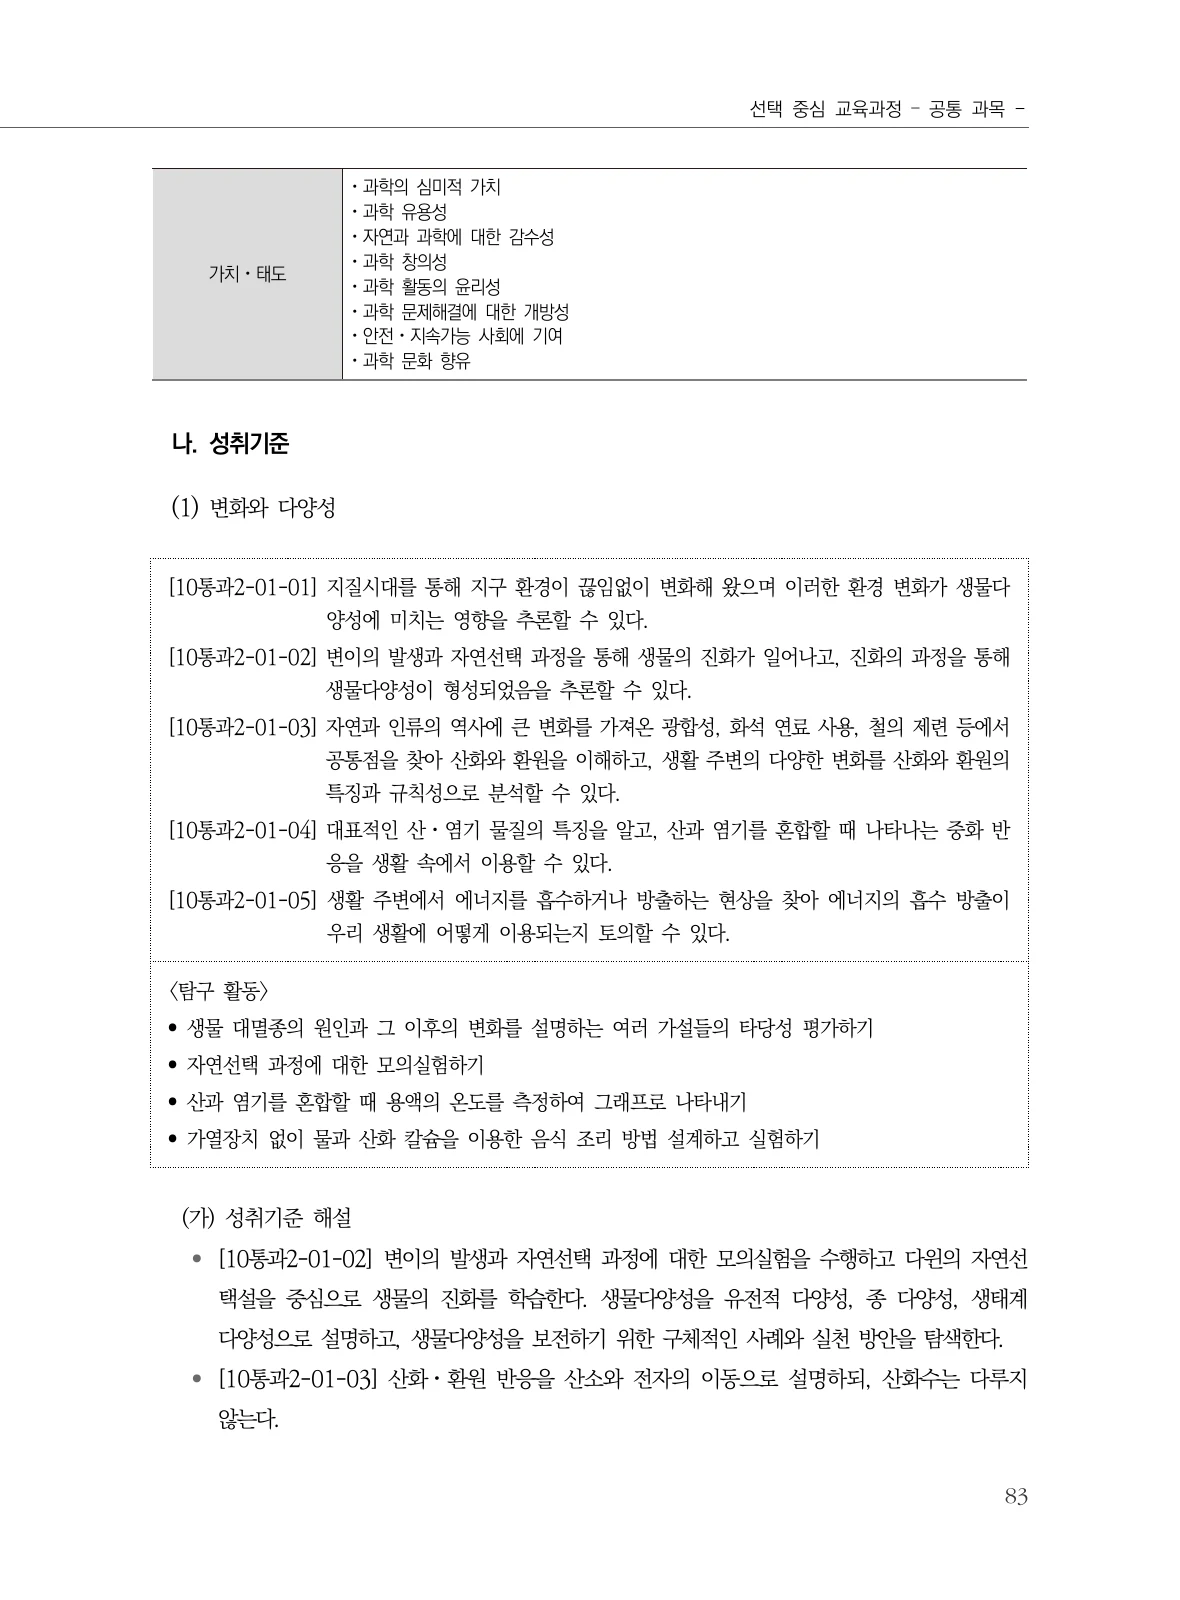 선택 중심 교육과정 - 공통 과목 -
가치・태도
・과학의 심미적 가치
・과학 유용성
・자연과 과학에 대한 감수성
・과학 창의성
・과학 활동의 윤리성
・과학 문제해결에 대한 개방성
・안전・지속가능 사회에 기여
・과학 문화 향유
나. 성취기준
(1) 변화와 다양성
[10통과2-01-01] 지질시대를 통해 지구 환경이 끊임없이 변화해 왔으며 이러한 환경 변화가 생물다
양성에 미치는 영향을 추론할 수 있다.
[10통과2-01-02] 변이의 발생과 자연선택 과정을 통해 생물의 진화가 일어나고, 진화의 과정을 통해
생물다양성이 형성되었음을 추론할 수 있다.
[10통과2-01-03] 자연과 인류의 역사에 큰 변화를 가져온 광합성, 화석 연료 사용, 철의 제련 등에서
공통점을 찾아 산화와 환원을 이해하고, 생활 주변의 다양한 변화를 산화와 환원의
특징과 규칙성으로 분석할 수 있다.
[10통과2-01-04] 대표적인 산・염기 물질의 특징을 알고, 산과 염기를 혼합할 때 나타나는 중화 반
응을 생활 속에서 이용할 수 있다.
[10통과2-01-05] 생활 주변에서 에너지를 흡수하거나 방출하는 현상을 찾아 에너지의 흡수 방출이
우리 생활에 어떻게 이용되는지 토의할 수 있다.
〈탐구 활동〉
• 생물 대멸종의 원인과 그 이후의 변화를 설명하는 여러 가설들의 타당성 평가하기
• 자연선택 과정에 대한 모의실험하기
• 산과 염기를 혼합할 때 용액의 온도를 측정하여 그래프로 나타내기
• 가열장치 없이 물과 산화 칼슘을 이용한 음식 조리 방법 설계하고 실험하기
(가) 성취기준 해설
• [10통과2-01-02] 변이의 발생과 자연선택 과정에 대한 모의실험을 수행하고 다윈의 자연선
택설을 중심으로 생물의 진화를 학습한다. 생물다양성을 유전적 다양성, 종 다양성, 생태계
다양성으로 설명하고, 생물다양성을 보전하기 위한 구체적인 사례와 실천 방안을 탐색한다.
• [10통과2-01-03] 산화・환원 반응을 산소와 전자의 이동으로 설명하되, 산화수는 다루지
않는다.
83